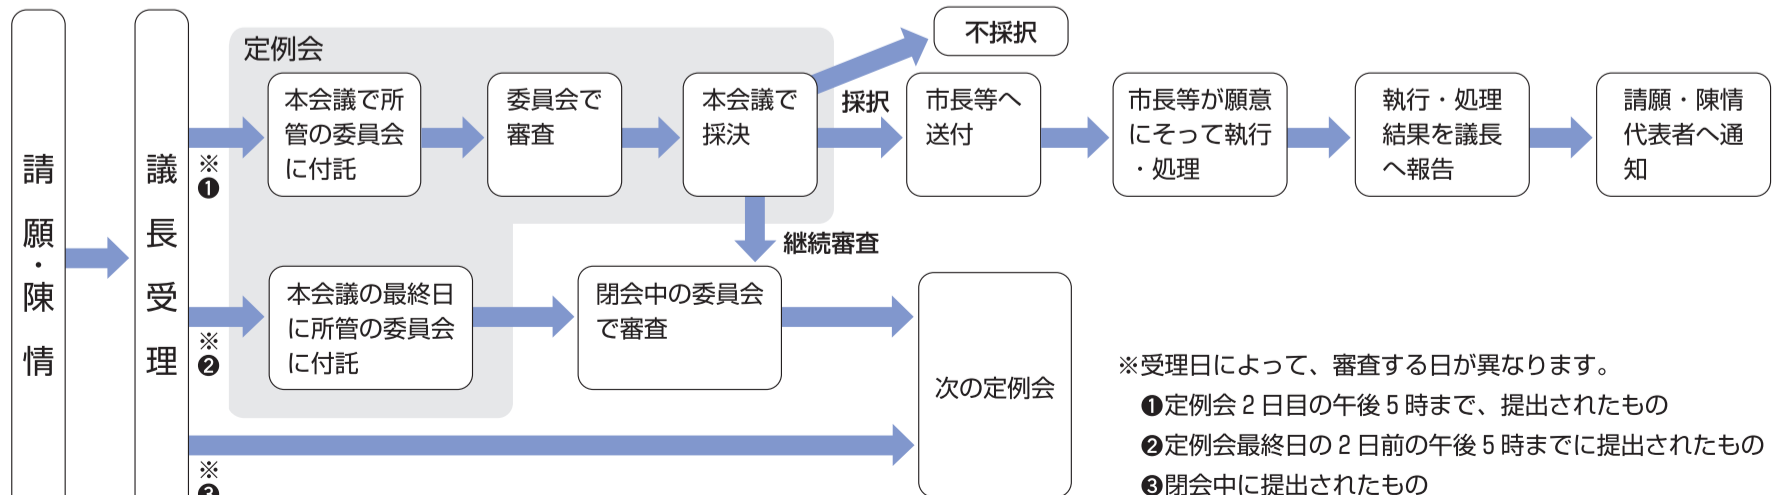 請願・陳情
議長受理
※
❶
※
❷
※
❸
定例会
本会議で所
管の委員会
に付託
委員会で
審査
本会議で
採決
不採択
採択
市長等へ
送付
市長等が願意
にそって執行
・処理
執行・処理
結果を議長
へ報告
請願・陳情
代表者へ通
知
継続審査
本会議の最終日
に所管の委員会
に付託
閉会中の委員会
で審査
次の定例会
※受理日によって、審査する日が異なります。
❶定例会2日目の午後5時まで、提出されたもの
❷定例会最終日の2日前の午後5時までに提出されたもの
❸閉会中に提出されたもの